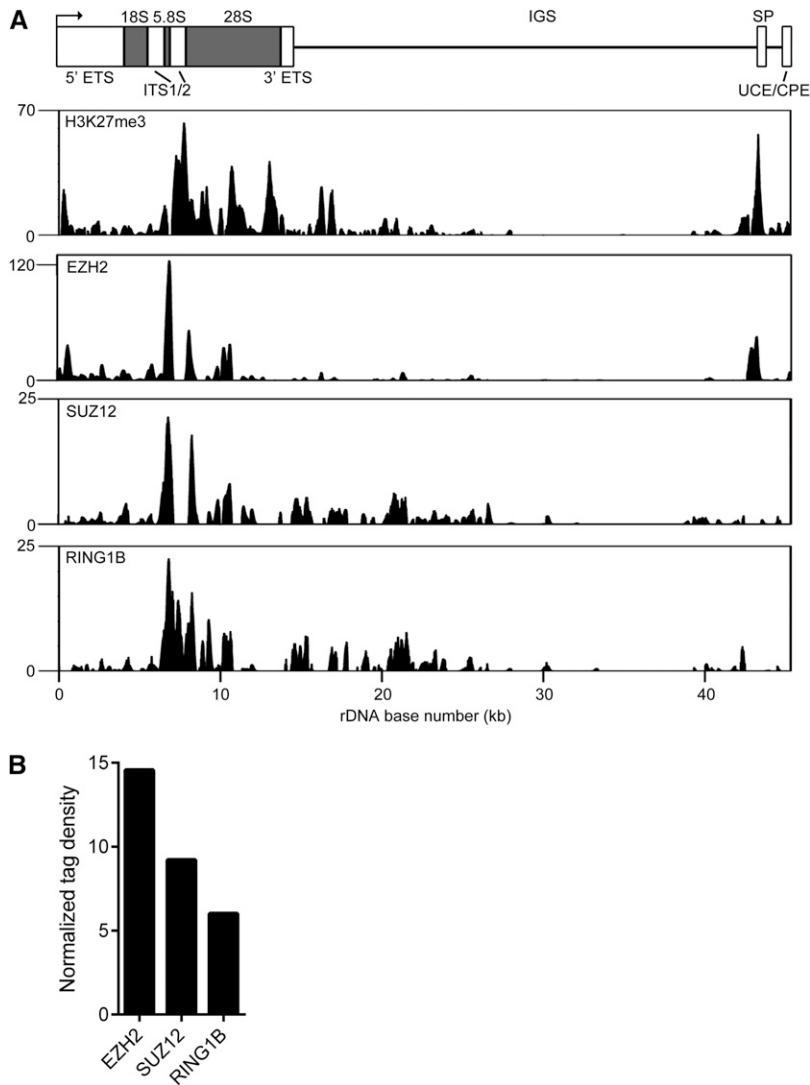 A
18S 5.8S 28S IGS SP
5' ETS ITS1/2 3' ETS UCE/CPE
70
H3K27me3
0
120
EZH2
0
25
SUZ12
0
25
RING1B
0
0 10 20 30 40
rDNA base number (kb)
B
15
10
5
0
Normalized tag density
EZH2
SUZ12
RING1B